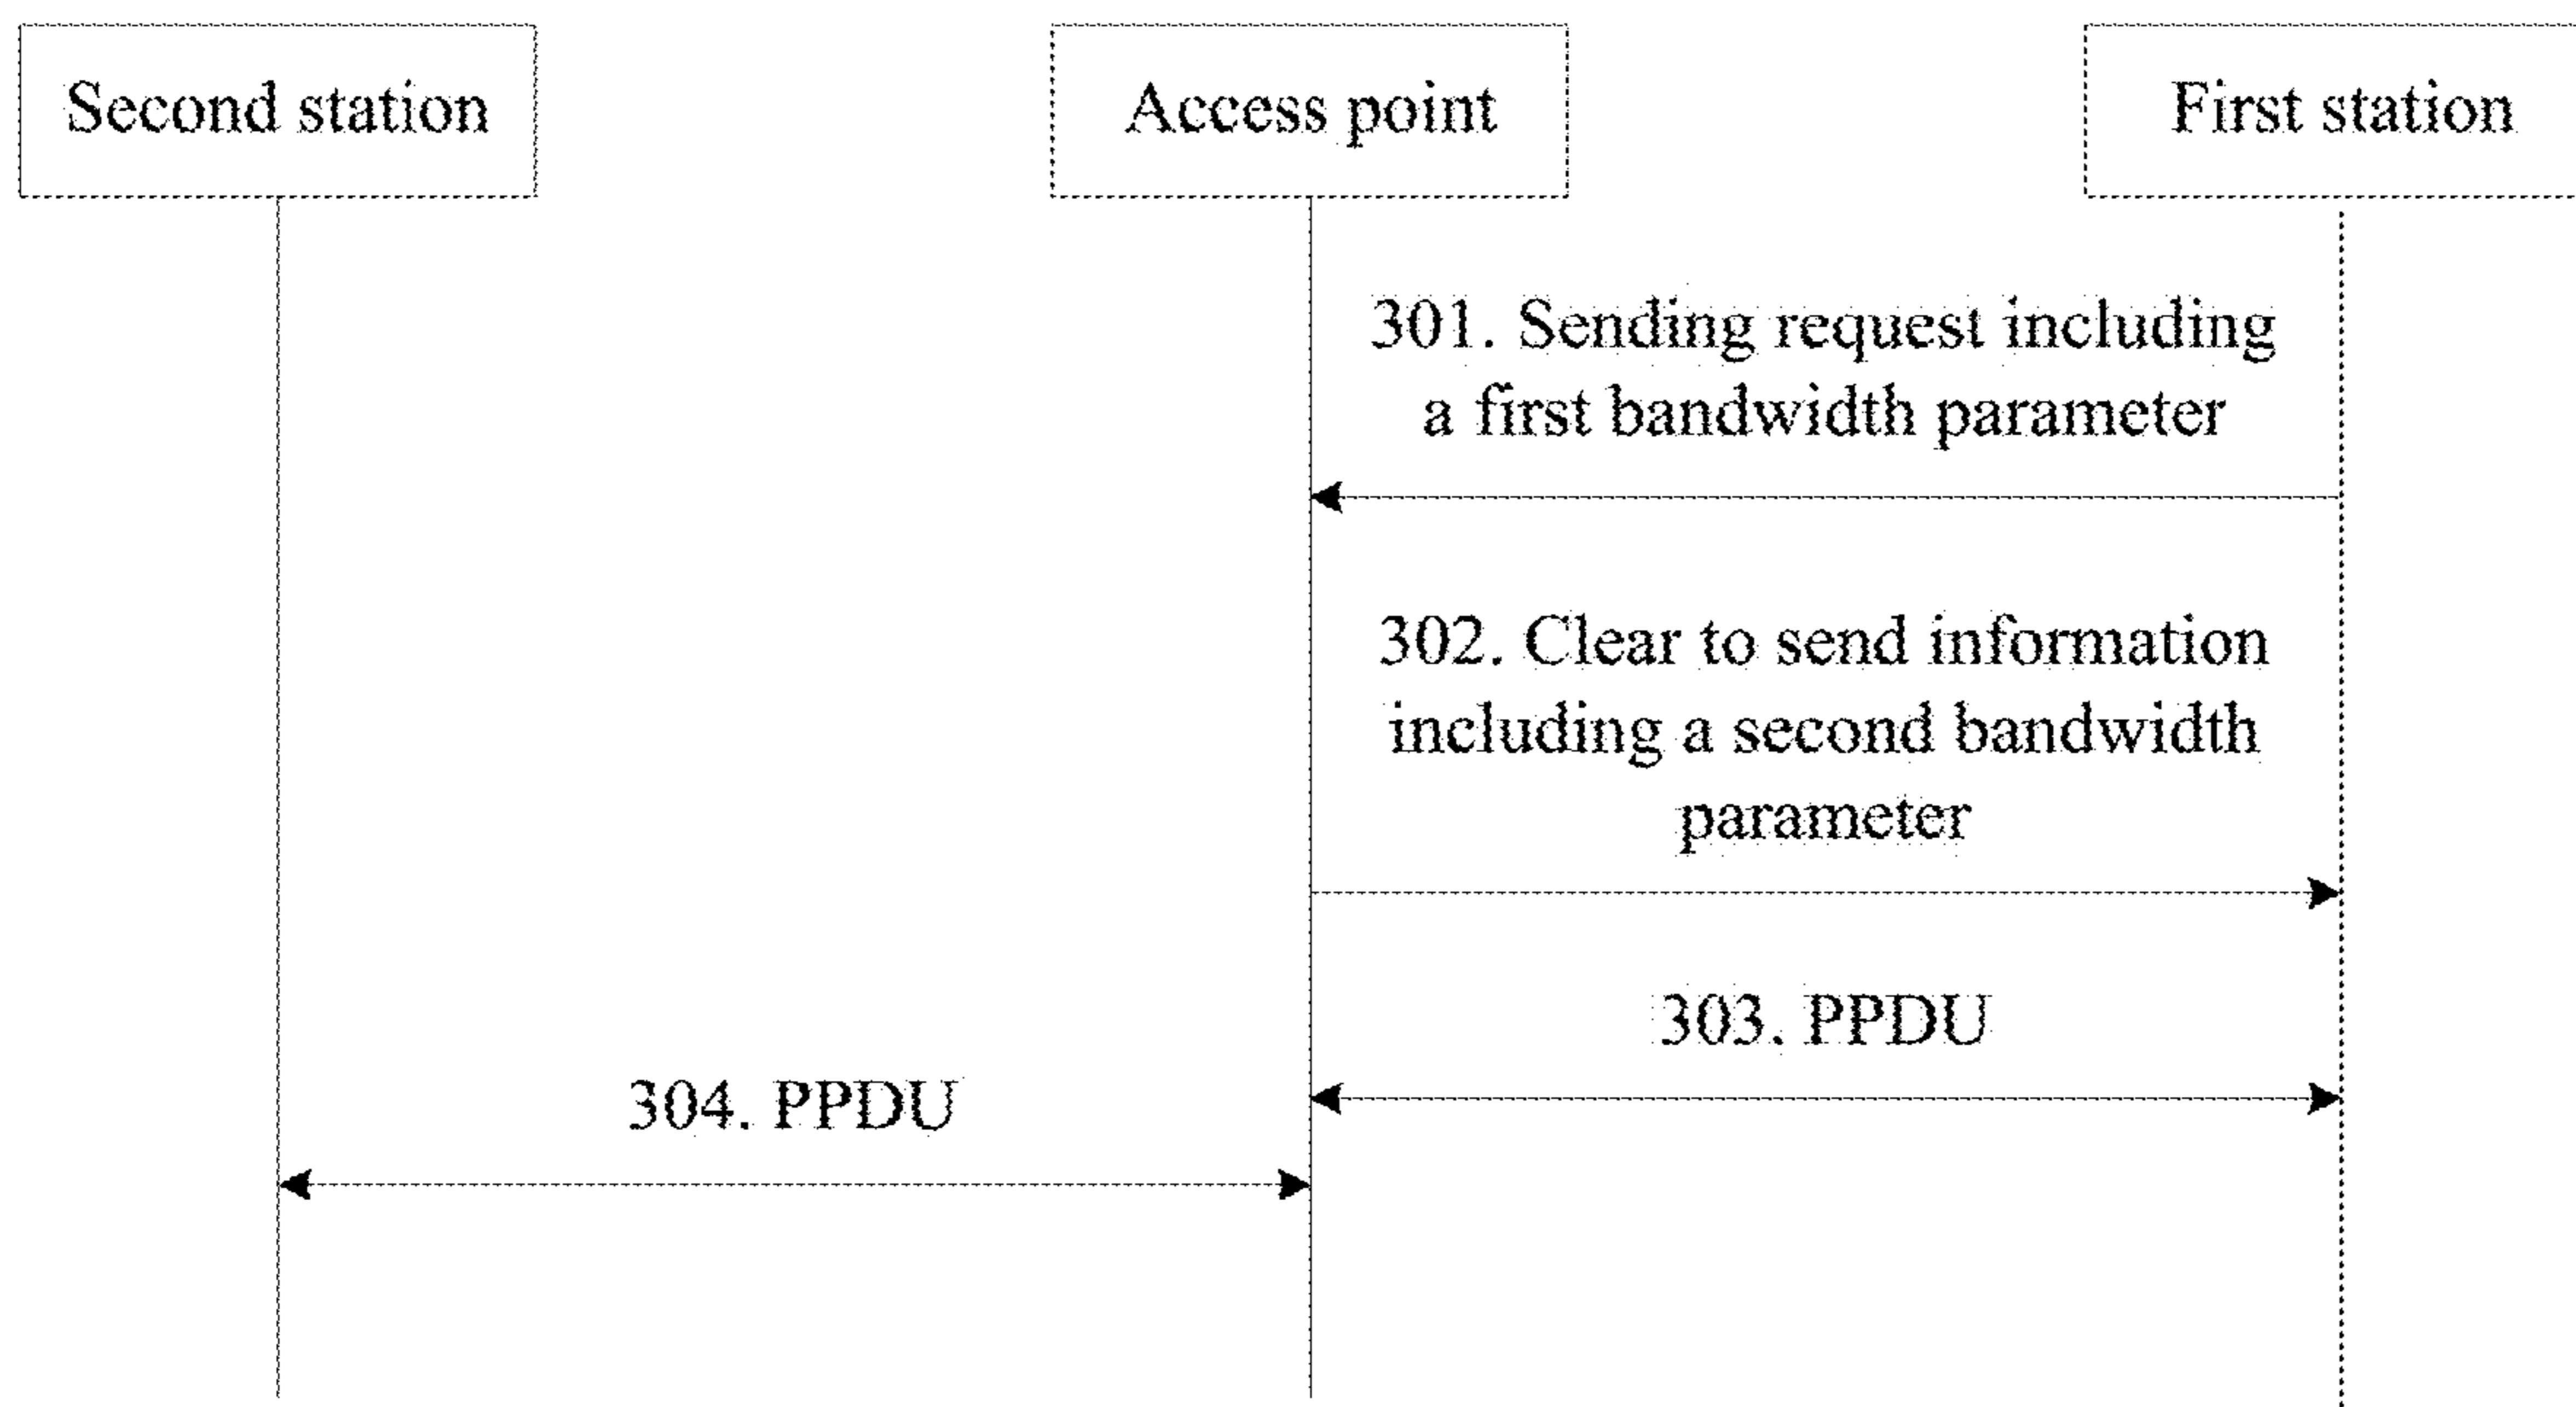 Second station
Access point
First station
301. Sending request including
a first bandwidth parameter
302. Clear to send information
including a second bandwidth
parameter
303. PPDU
304. PPDU